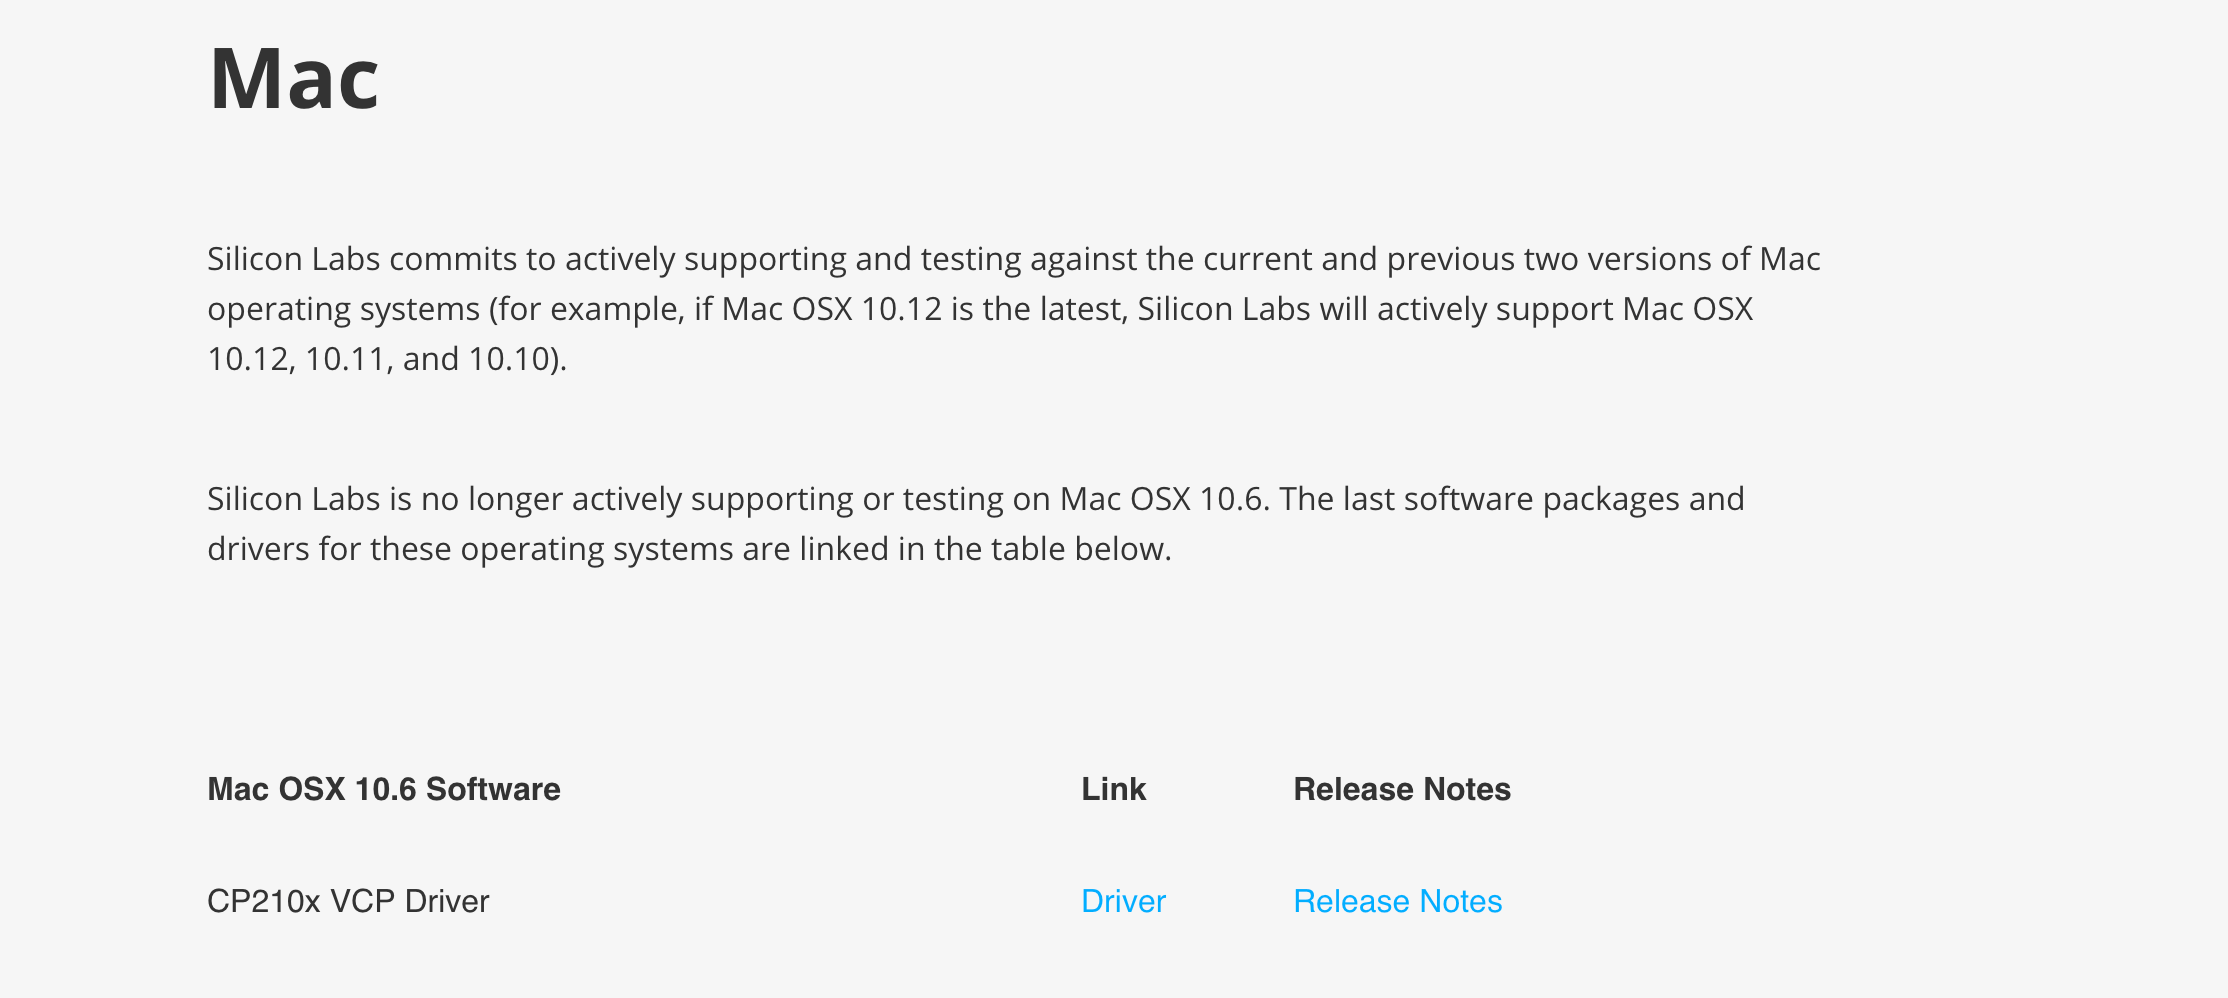 Mac
Silicon Labs commits to actively supporting and testing against the current and previous two versions of Mac
operating systems (for example, if Mac OSX 10.12 is the latest, Silicon Labs will actively support Mac OSX
10.12, 10.11, and 10.10).
Silicon Labs is no longer actively supporting or testing on Mac OSX 10.6. The last software packages and
drivers for these operating systems are linked in the table below.
Mac OSX 10.6 Software Link Release Notes
CP210x VCP Driver Driver Release Notes